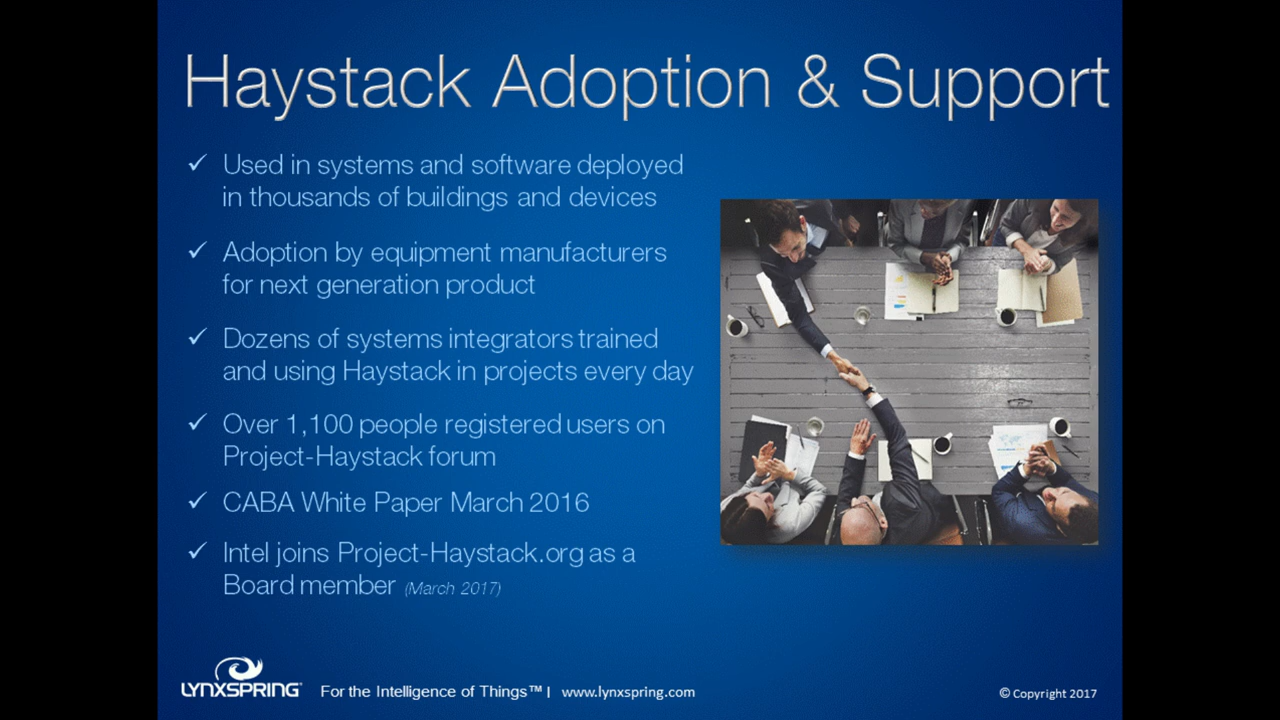 Haystack Adoption & Support
✓ Used in systems and software deployed
in thousands of buildings and devices
✓ Adoption by equipment manufacturers
for next generation product
✓ Dozens of systems integrators trained
and using Haystack in projects every day
✓ Over 1,100 people registered users on
Project-Haystack forum
✓ CABA White Paper March 2016
✓ Intel joins Project-Haystack.org as a
Board member (March 2017)
LYNXSPRING® For the Intelligence of Things™ | www.lynxspring.com
© Copyright 2017